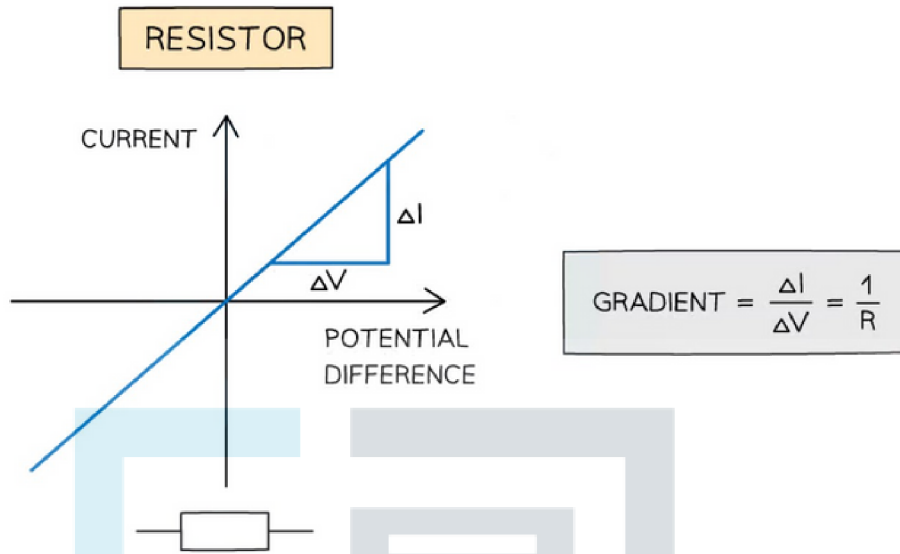 RESISTOR
CURRENT
ΔI
ΔV
POTENTIAL
DIFFERENCE
GRADIENT = ΔI/ΔV = 1/R